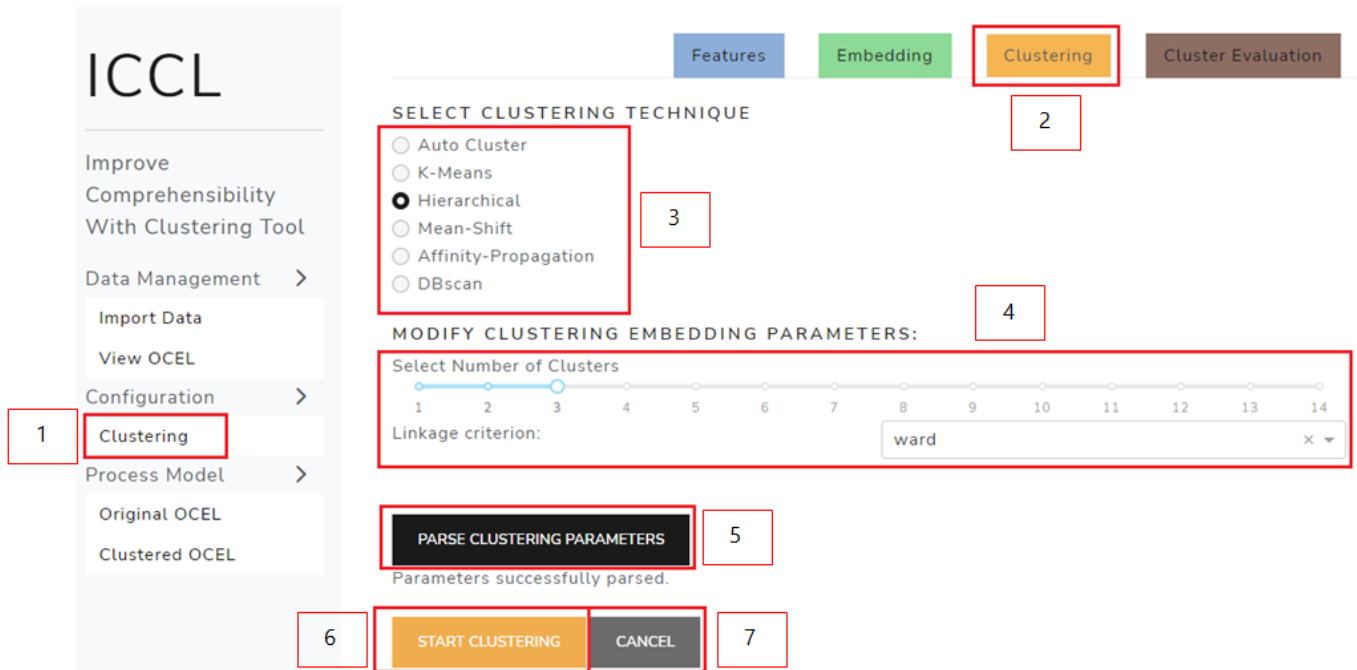 ICCL
Improve
Comprehensibility
With Clustering Tool
Data Management
Import Data
View OCEL
Configuration
1
Clustering
Process Model
Original OCEL
Clustered OCEL
Features
Embedding
Clustering
Cluster Evaluation
2
SELECT CLUSTERING TECHNIQUE
Auto Cluster
K-Means
Hierarchical
Mean-Shift
Affinity-Propagation
DBscan
3
4
MODIFY CLUSTERING EMBEDDING PARAMETERS:
Select Number of Clusters
1 2 3 4 5 6 7 8 9 10 11 12 13 14
Linkage criterion:
ward
PARSE CLUSTERING PARAMETERS
5
Parameters successfully parsed.
6
START CLUSTERING
CANCEL
7